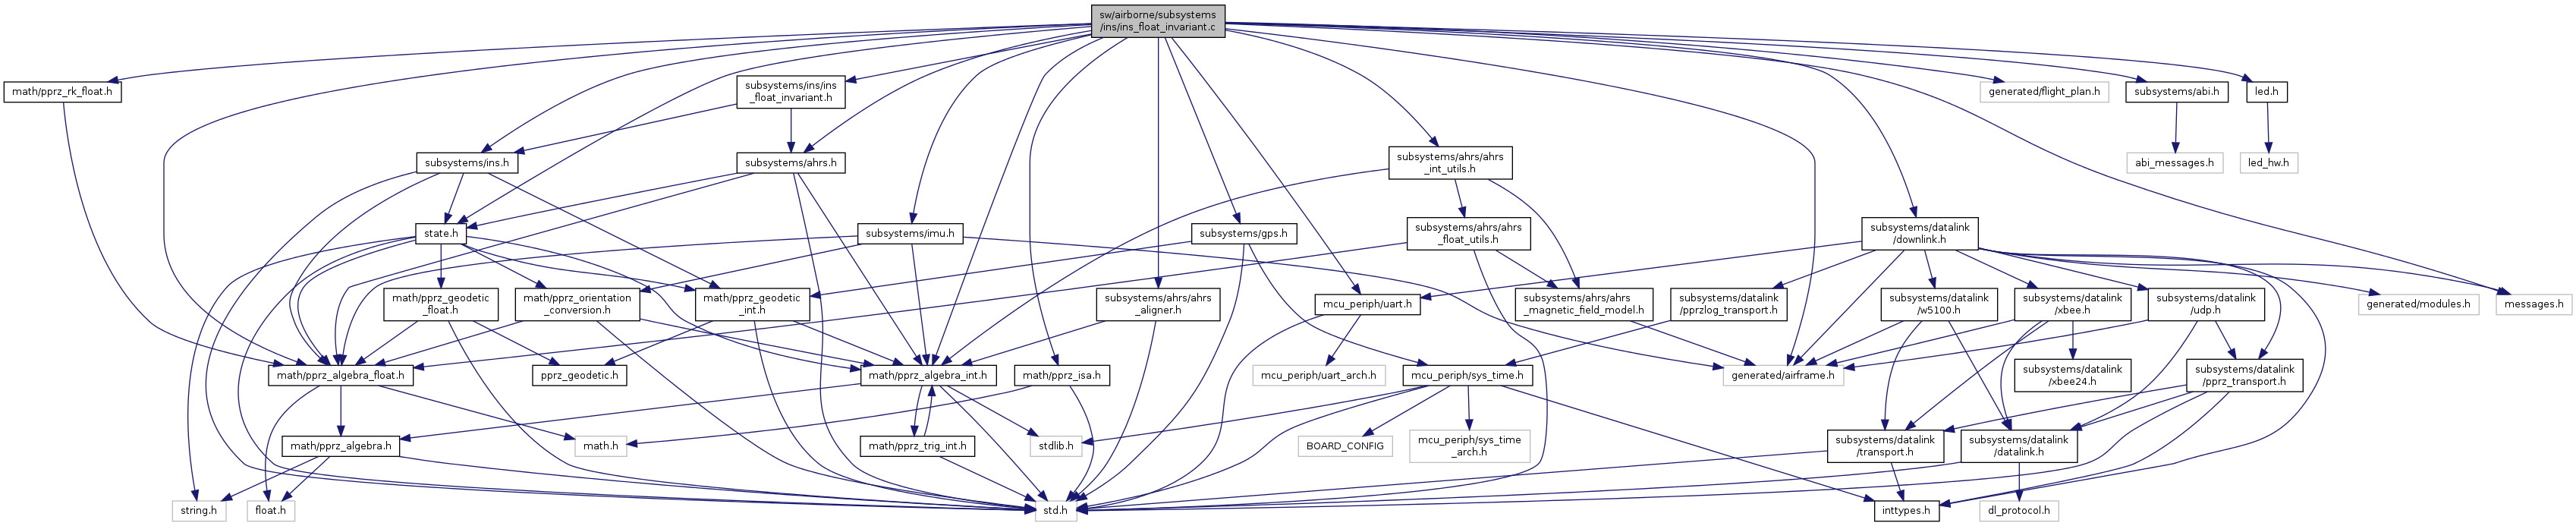 sw/airborne/subsystems
/ins/ins_float_invariant.c
math/pprz_rk_float.h
subsystems/ins/ins
_float_invariant.h
generated/flight_plan.h
subsystems/abi.h
led.h
subsystems/ins.h
subsystems/ahrs.h
subsystems/ahrs/ahrs
_int_utils.h
abi_messages.h
led_hw.h
state.h
subsystems/imu.h
subsystems/gps.h
subsystems/ahrs/ahrs
_float_utils.h
subsystems/datalink
/downlink.h
math/pprz_geodetic
_float.h
math/pprz_orientation
_conversion.h
math/pprz_geodetic
_int.h
subsystems/ahrs/ahrs
_aligner.h
mcu_periph/uart.h
subsystems/ahrs/ahrs
_magnetic_field_model.h
subsystems/datalink
/pprzlog_transport.h
subsystems/datalink
/w5100.h
subsystems/datalink
/xbee.h
subsystems/datalink
/udp.h
generated/modules.h
messages.h
math/pprz_algebra_float.h
pprz_geodetic.h
math/pprz_algebra_int.h
math/pprz_isa.h
mcu_periph/uart_arch.h
mcu_periph/sys_time.h
generated/airframe.h
subsystems/datalink
/xbee24.h
subsystems/datalink
/pprz_transport.h
math/pprz_algebra.h
math.h
math/pprz_trig_int.h
stdlib.h
BOARD_CONFIG
mcu_periph/sys_time
_arch.h
subsystems/datalink
/transport.h
subsystems/datalink
/datalink.h
string.h
float.h
std.h
inttypes.h
dl_protocol.h